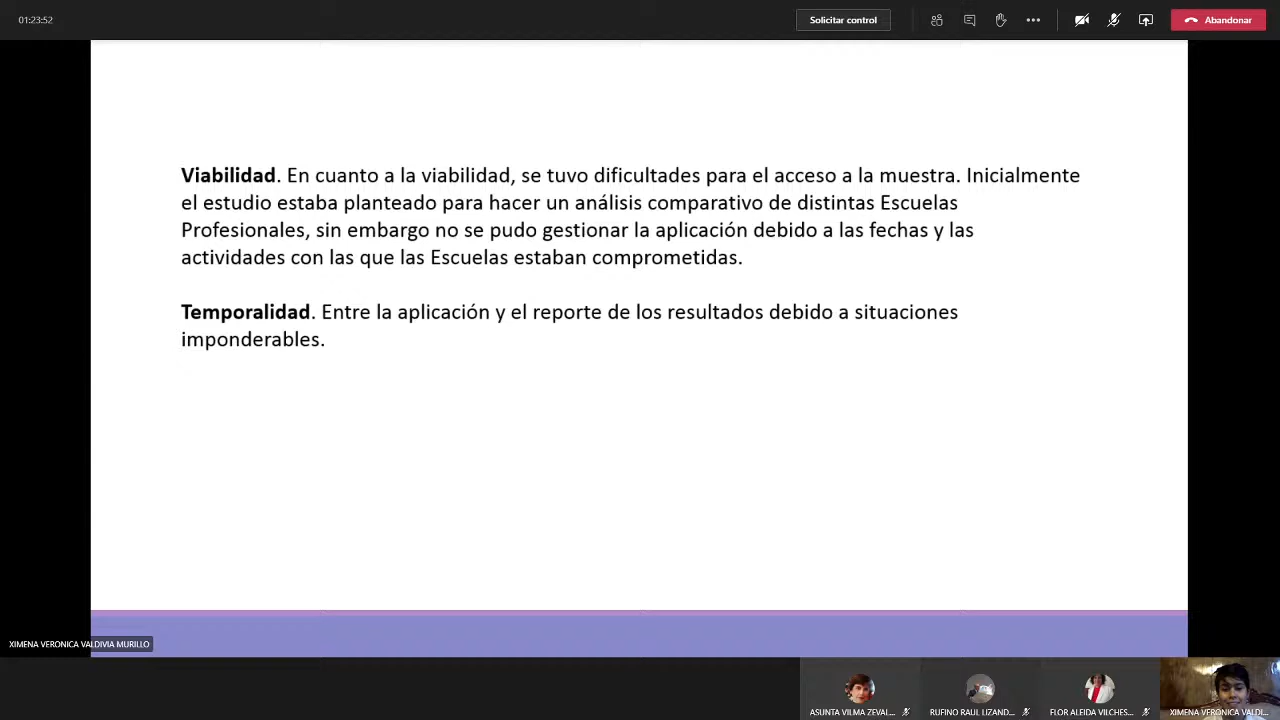 01:23:52
Solicitar control
Abandonar
Viabilidad. En cuanto a la viabilidad, se tuvo dificultades para el acceso a la muestra. Inicialmente
el estudio estaba planteado para hacer un análisis comparativo de distintas Escuelas
Profesionales, sin embargo no se pudo gestionar la aplicación debido a las fechas y las
actividades con las que las Escuelas estaban comprometidas.
Temporalidad. Entre la aplicación y el reporte de los resultados debido a situaciones
imponderables.
XIMENA VERONICA VALDIVIA MURILLO
ASUNTA VILMA ZEVAL...
RUFINO RAUL LIZAND...
FLOR ALEIDA VILCHES...
XIMENA VERONICA VALDI...